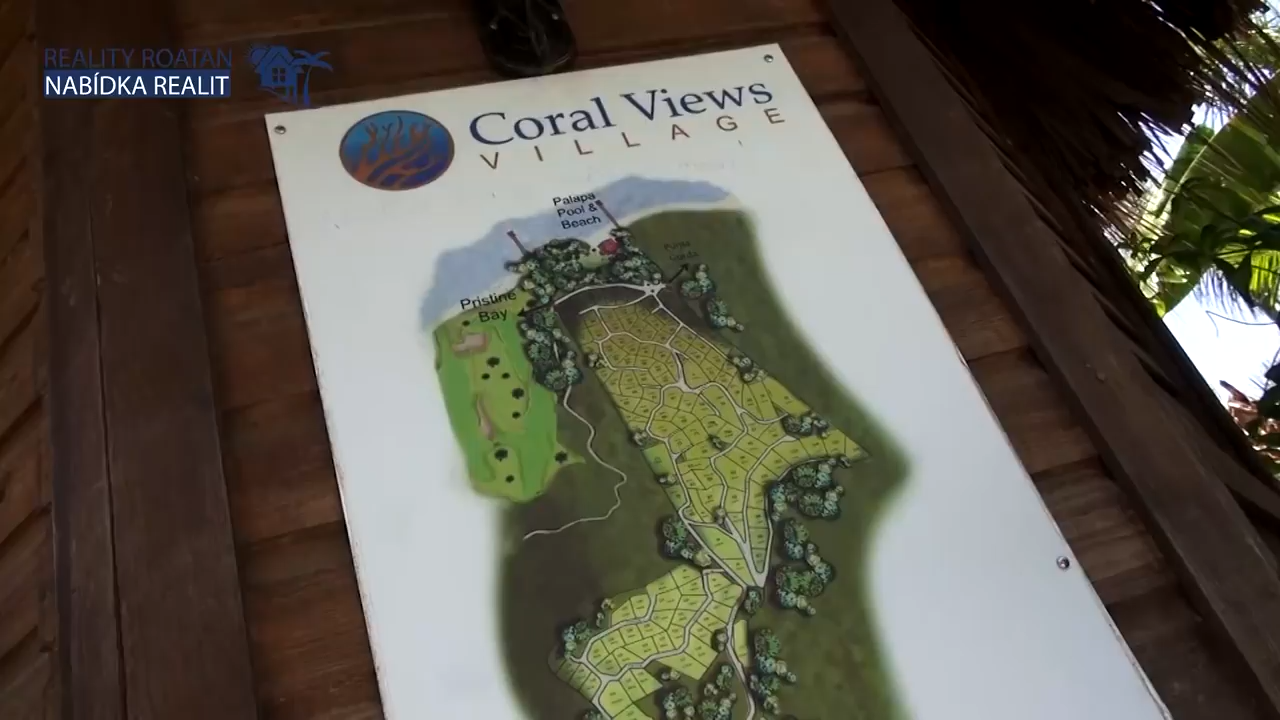 REALITY ROATAN
NABÍDKA REALIT
Coral Views
VILLAGE
Palapa
Pool &
Beach
Pristine
Bay